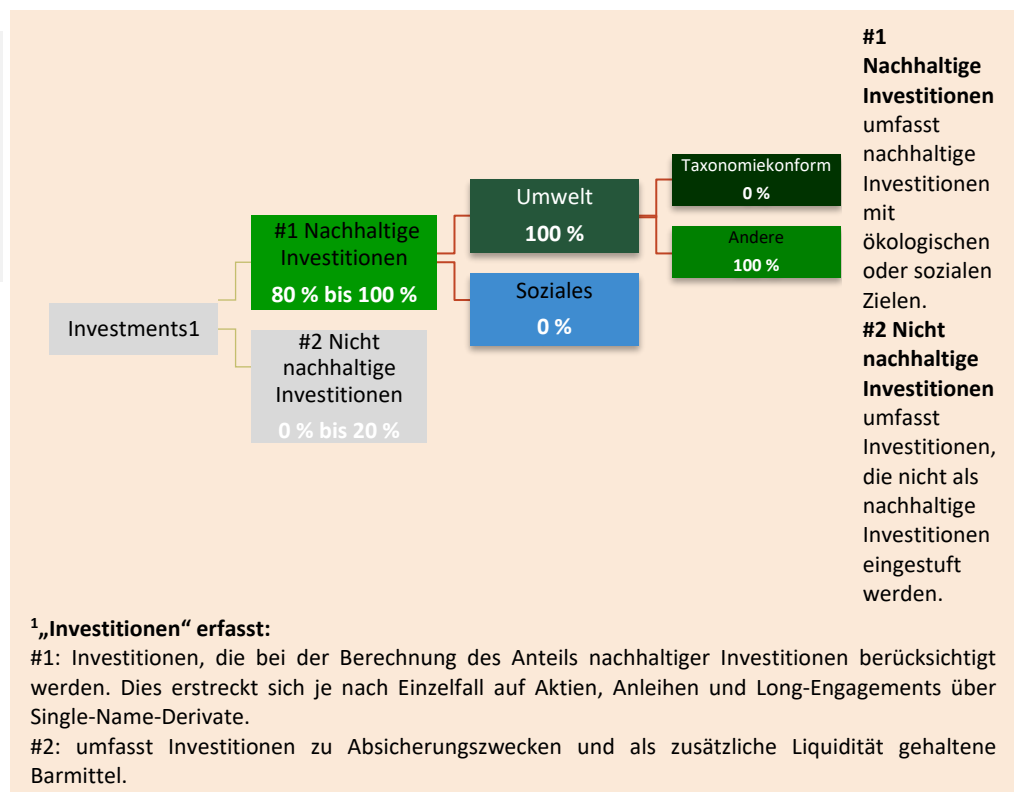 Investments1
#1 Nachhaltige
Investitionen
80 % bis 100 %
#2 Nicht
nachhaltige
Investitionen
0 % bis 20 %
Umwelt
100 %
Soziales
0 %
Taxonomiekonform
0 %
Andere
100 %
#1
Nachhaltige
Investitionen
umfasst
nachhaltige
Investitionen
mit
ökologischen
oder sozialen
Zielen.
#2 Nicht
nachhaltige
Investitionen
umfasst
Investitionen,
die nicht als
nachhaltige
Investitionen
eingestuft
werden.
1„Investitionen“ erfasst:
#1: Investitionen, die bei der Berechnung des Anteils nachhaltiger Investitionen berücksichtigt
werden. Dies erstreckt sich je nach Einzelfall auf Aktien, Anleihen und Long-Engagements über
Single-Name-Derivate.
#2: umfasst Investitionen zu Absicherungszwecken und als zusätzliche Liquidität gehaltene
Barmittel.